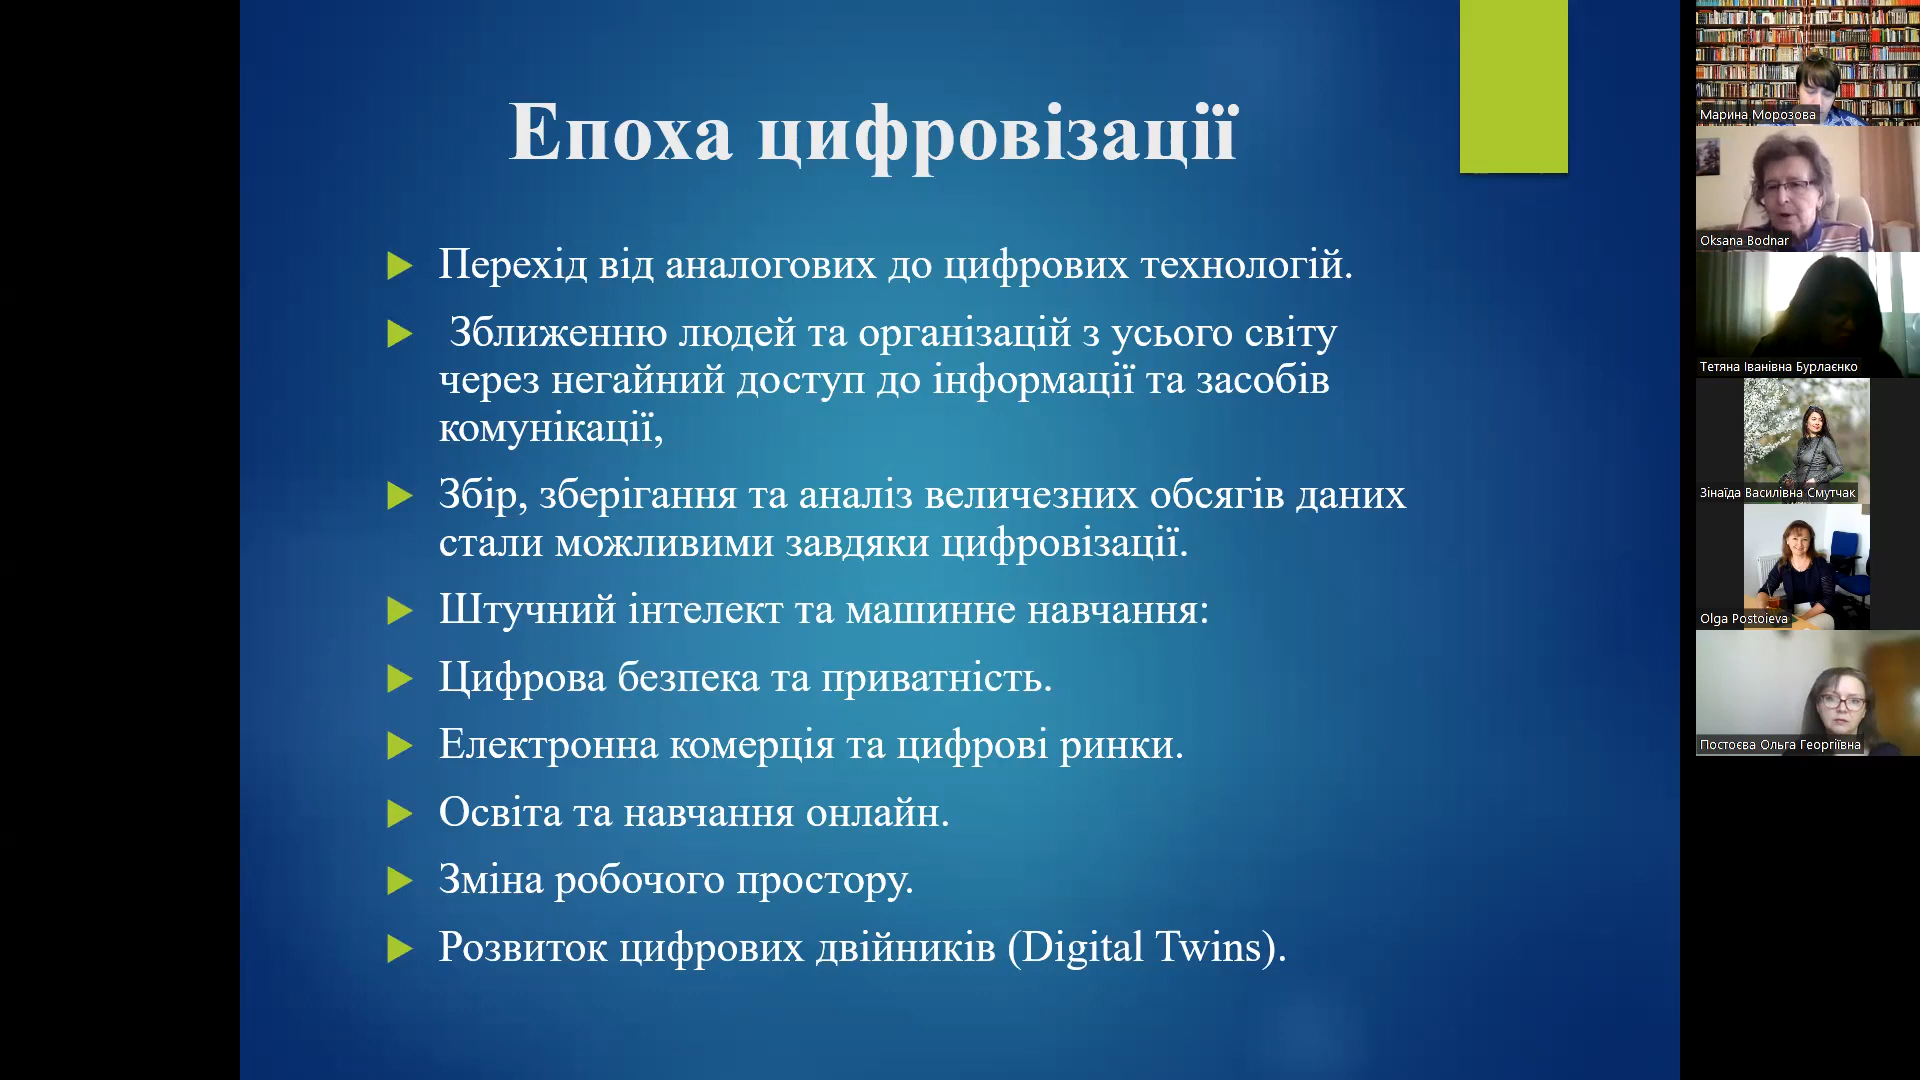 Епоха цифровізації
Перехід від аналогових до цифрових технологій.
Зближенню людей та організацій з усього світу
через негайний доступ до інформації та засобів
комунікації,
Збір, зберігання та аналіз величезних обсягів даних
стали можливими завдяки цифровізації.
Штучний інтелект та машинне навчання:
Цифрова безпека та приватність.
Електронна комерція та цифрові ринки.
Освіта та навчання онлайн.
Зміна робочого простору.
Розвиток цифрових двійників (Digital Twins).
Марина Морозова
Oksana Bodnar
Тетяна Іванівна Бурлаєнко
Зінаїда Василівна Смутчак
Olga Postoieva
Постоєва Ольга Георгіївна